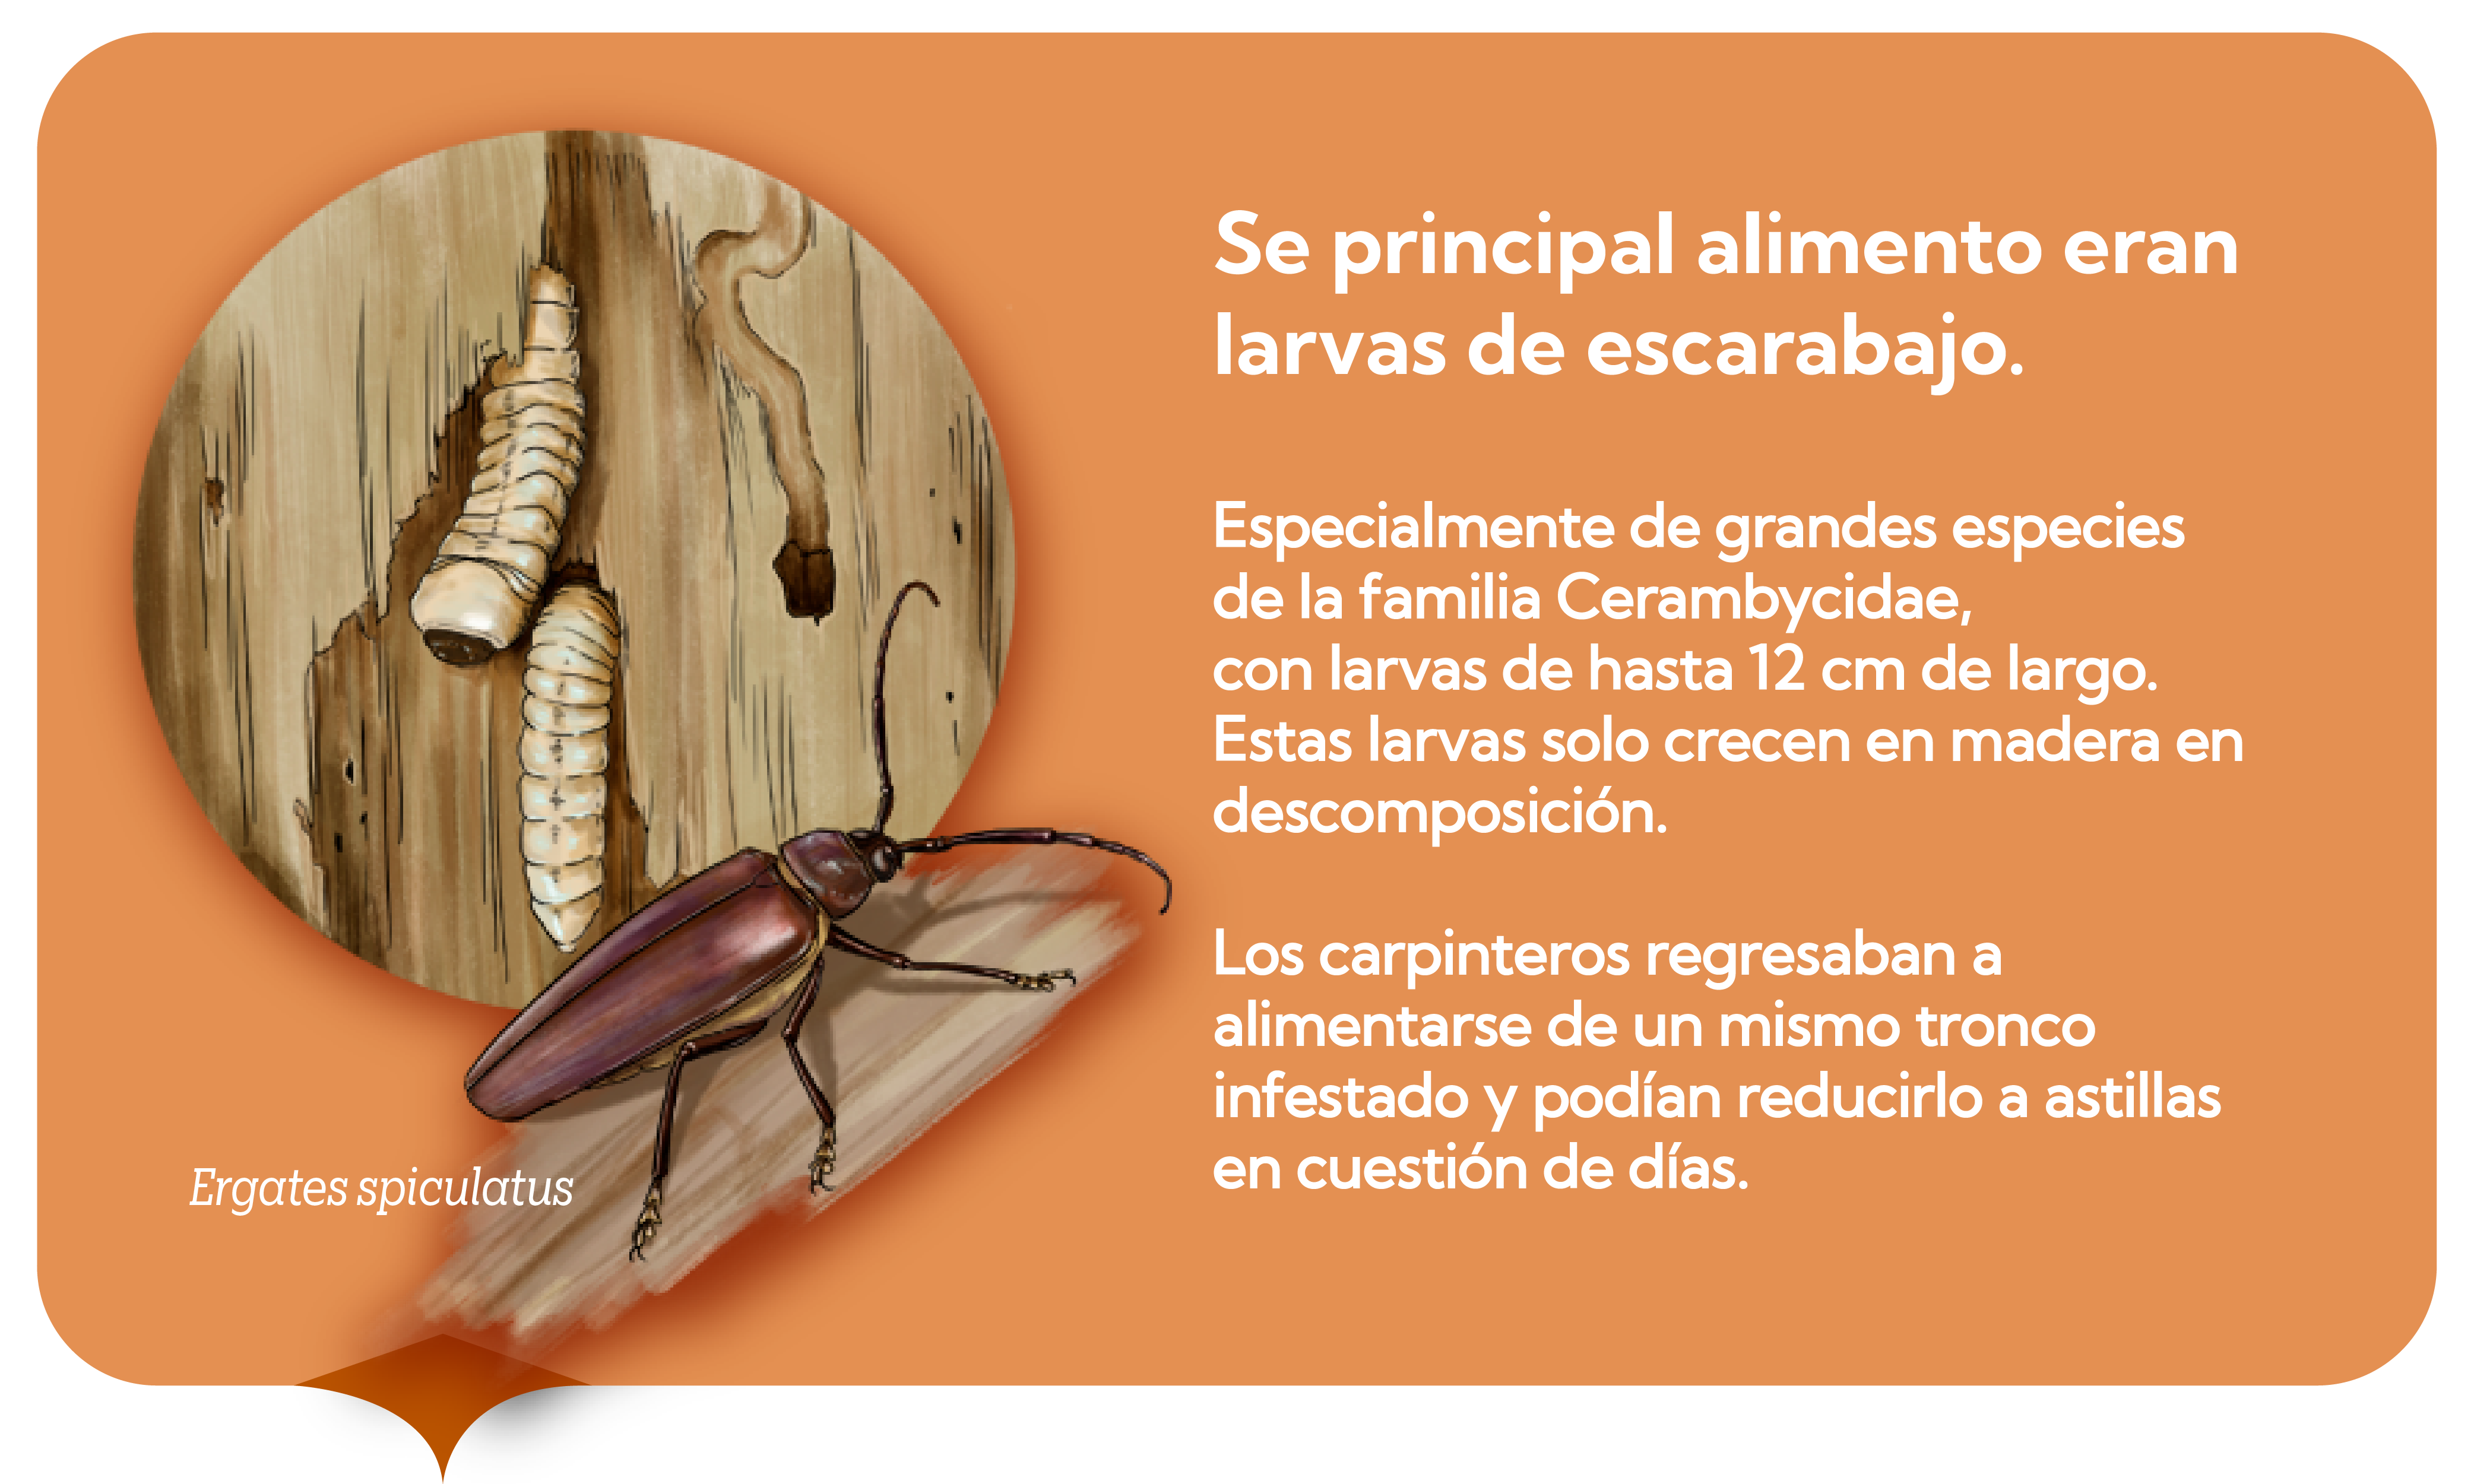 Se principal alimento eran
larvas de escarabajo.
Especialmente de grandes especies
de la familia Cerambycidae,
con larvas de hasta 12 cm de largo.
Estas larvas solo crecen en madera en
descomposición.
Los carpinteros regresaban a
alimentarse de un mismo tronco
infestado y podían reducirlo a astillas
en cuestión de días.
Ergates spiculatus